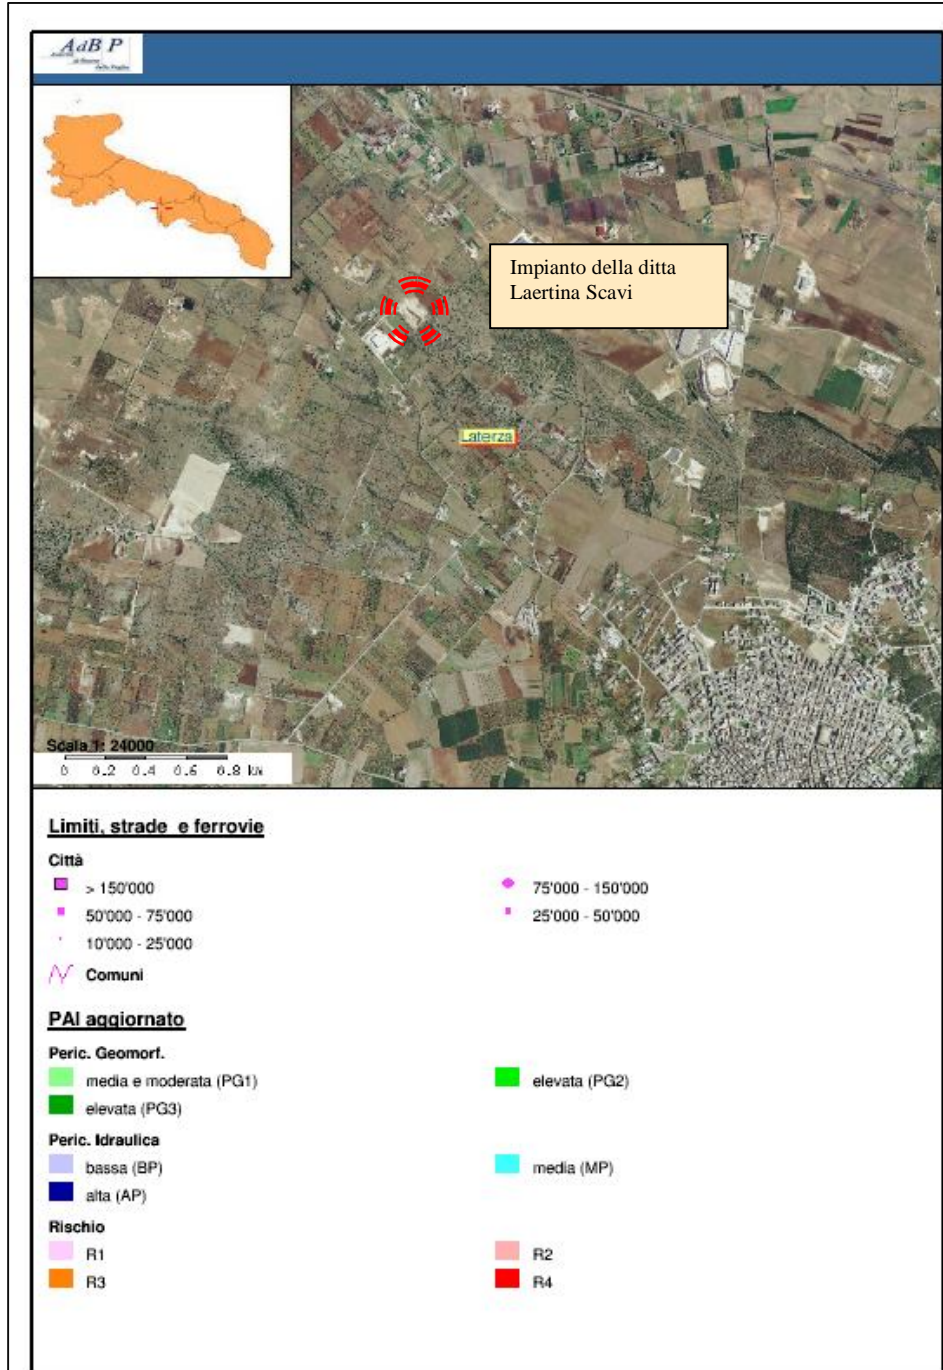 AdB P
della Puglia
Impianto della ditta
Laertina Scavi
Laterza
Scala 1: 24000
0 0.2 0.4 0.6 0.8 km
Limiti, strade e ferrovie
Città
> 150'000
75'000 - 150'000
50'000 - 75'000
25'000 - 50'000
10'000 - 25'000
Comuni
PAI aggiornato
Peric. Geomorf.
media e moderata (PG1)
elevata (PG2)
elevata (PG3)
Peric. Idraulica
bassa (BP)
media (MP)
alta (AP)
Rischio
R1
R2
R3
R4